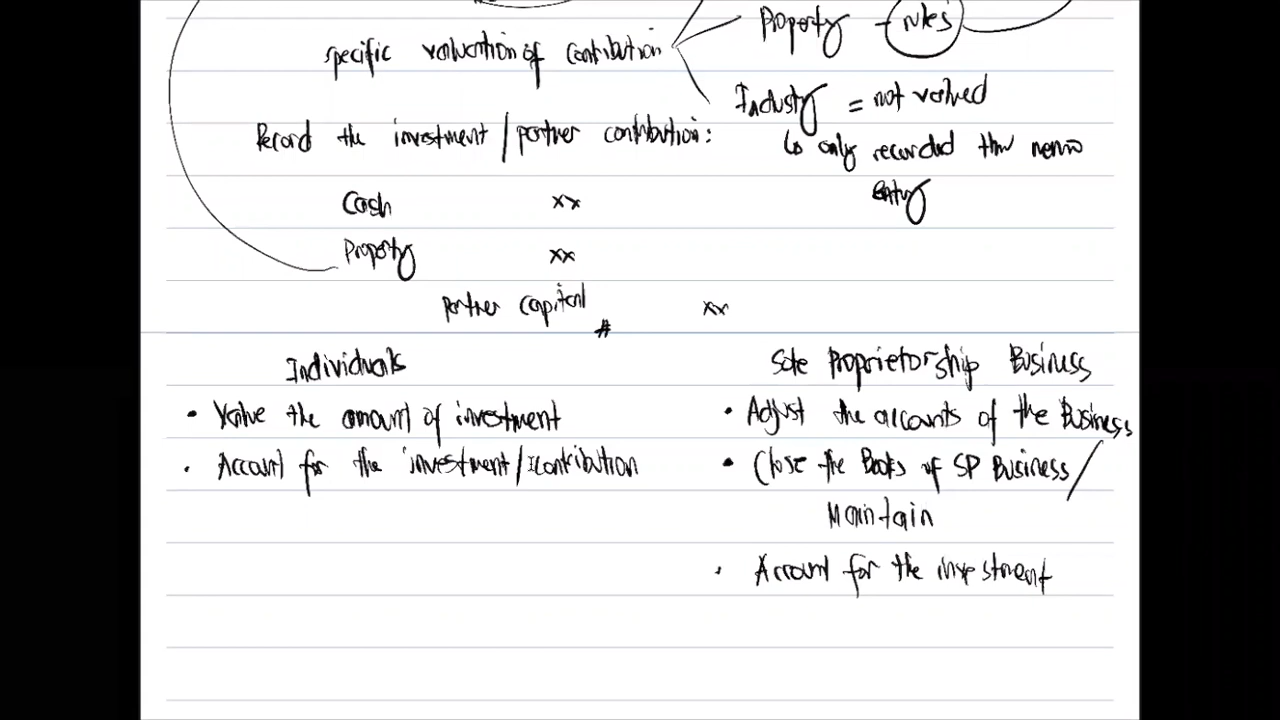 Property - rules
specific valuation of contribution
Industry = not valued
Record the investment / partner contribution:
↳ only recorded thru memo
entry
Cash xx
Property xx
partner capital xx
#
Individuals
• Value the amount of investment
• Account for the investment / contribution
Sole Proprietorship Business
• Adjust the accounts of the Business
• Close the Books of SP Business /
Maintain
• Account for the investment